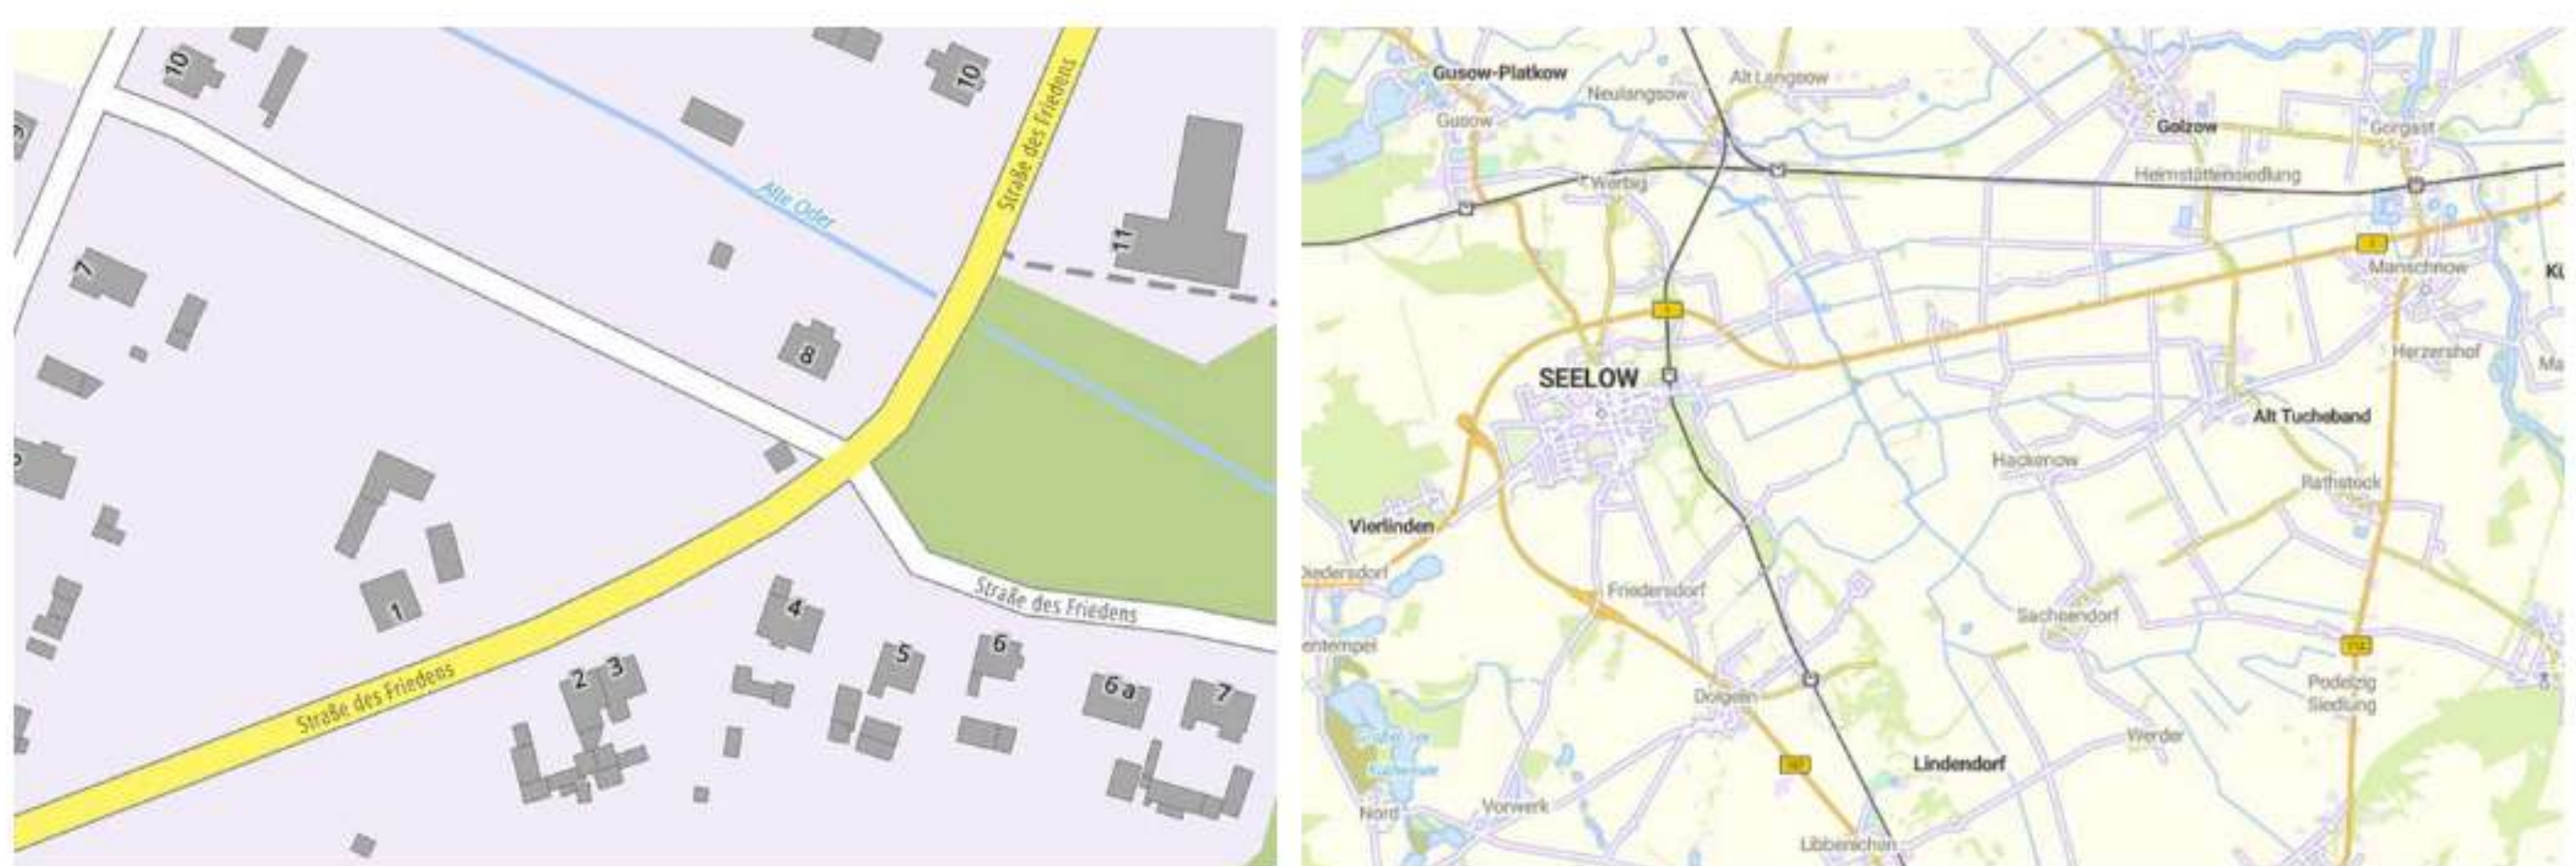 10
10
Straße des Friedens
11
Alte Oder
7
8
1
4
Straße des Friedens
5
6
6 a
7
2
3
Straße des Friedens
Gusow-Platkow
Alt Langsow
Neulangsow
Gusow
Golzow
Gorgast
Werbig
Heimstättensiedlung
Manschnow
Herzershof
SEELOW
Alt Tucheband
Hackenow
Rathstock
Vierlinden
Diedersdorf
Friedersdorf
Sachsendorf
Podelzig
Siedlung
Dolgelin
Werder
Lindendorf
Nord
Vorwerk
Libbenichen